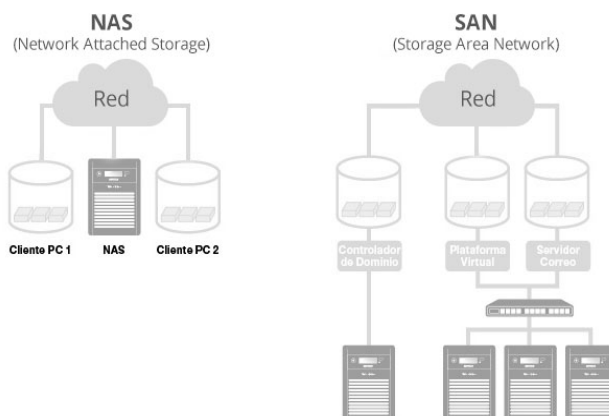 NAS
(Network Attached Storage)
Red
Cliente PC 1
NAS
Cliente PC 2
SAN
(Storage Area Network)
Red
Controlador
de Dominio
Plataforma
Virtual
Servidor
Correo